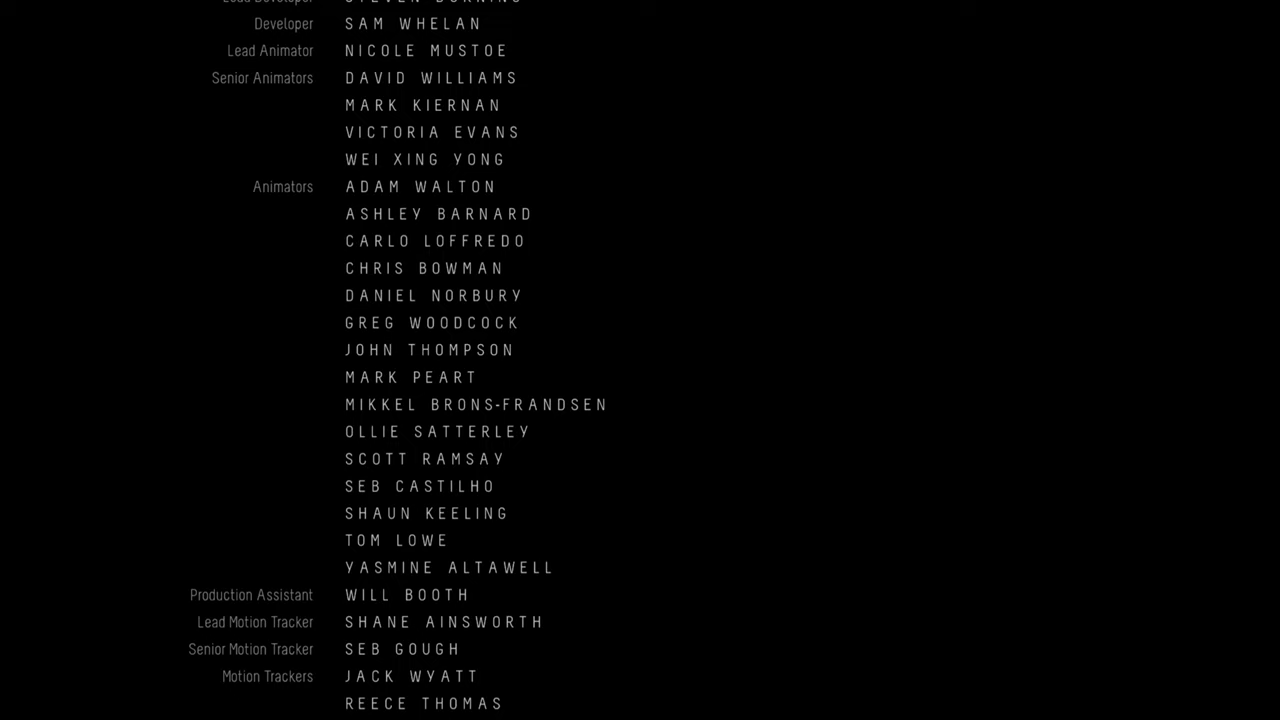 Developer SAM WHELAN
Lead Animator NICOLE MUSTOE
Senior Animators DAVID WILLIAMS
MARK KIERNAN
VICTORIA EVANS
WEI XING YONG
Animators ADAM WALTON
ASHLEY BARNARD
CARLO LOFFREDO
CHRIS BOWMAN
DANIEL NORBURY
GREG WOODCOCK
JOHN THOMPSON
MARK PEART
MIKKEL BRONS-FRANDSEN
OLLIE SATTERLEY
SCOTT RAMSAY
SEB CASTILHO
SHAUN KEELING
TOM LOWE
YASMINE ALTAWELL
Production Assistant WILL BOOTH
Lead Motion Tracker SHANE AINSWORTH
Senior Motion Tracker SEB GOUGH
Motion Trackers JACK WYATT
REECE THOMAS